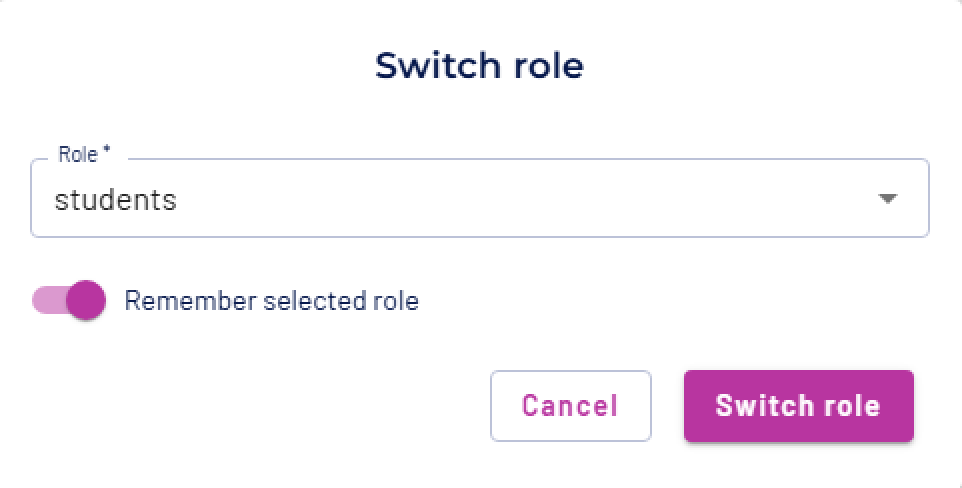 Switch role
Role *
students
Remember selected role
Cancel
Switch role